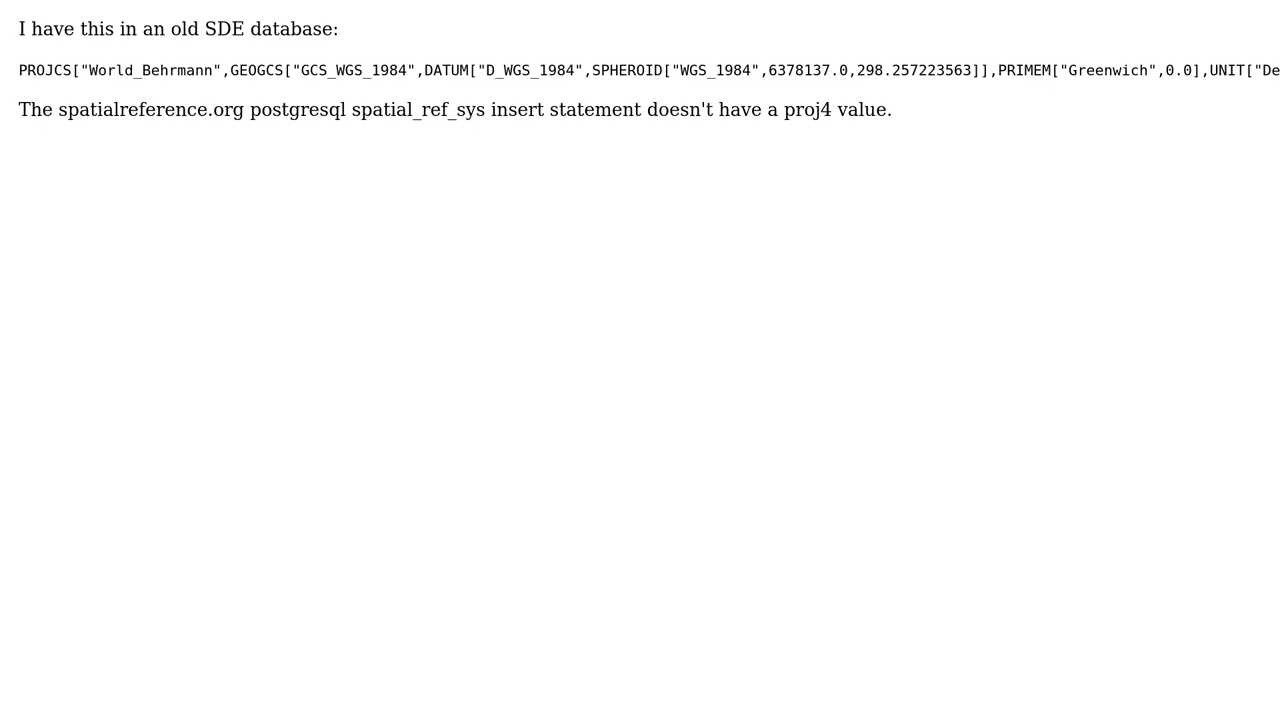 I have this in an old SDE database:
PROJCS["World_Behrmann",GEOGCS["GCS_WGS_1984",DATUM["D_WGS_1984",SPHEROID["WGS_1984",6378137.0,298.257223563]],PRIMEM["Greenwich",0.0],UNIT["De
The spatialreference.org postgresql spatial_ref_sys insert statement doesn't have a proj4 value.